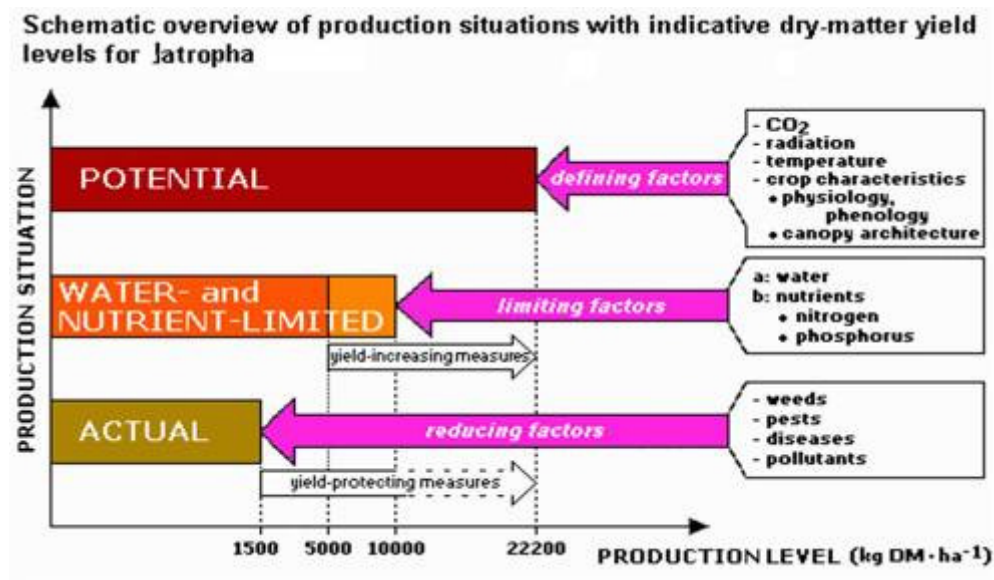 Schematic overview of production situations with indicative dry-matter yield
levels for Jatropha
PRODUCTION SITUATION
POTENTIAL
defining factors
- CO2
- radiation
- temperature
- crop characteristics
• physiology,
phenology
• canopy architecture
WATER- and
NUTRIENT-LIMITED
limiting factors
a: water
b: nutrients
• nitrogen
• phosphorus
yield-increasing measures
ACTUAL
reducing factors
- weeds
- pests
- diseases
- pollutants
yield-protecting measures
1500 5000 10000 22200
PRODUCTION LEVEL (kg DM·ha-1)